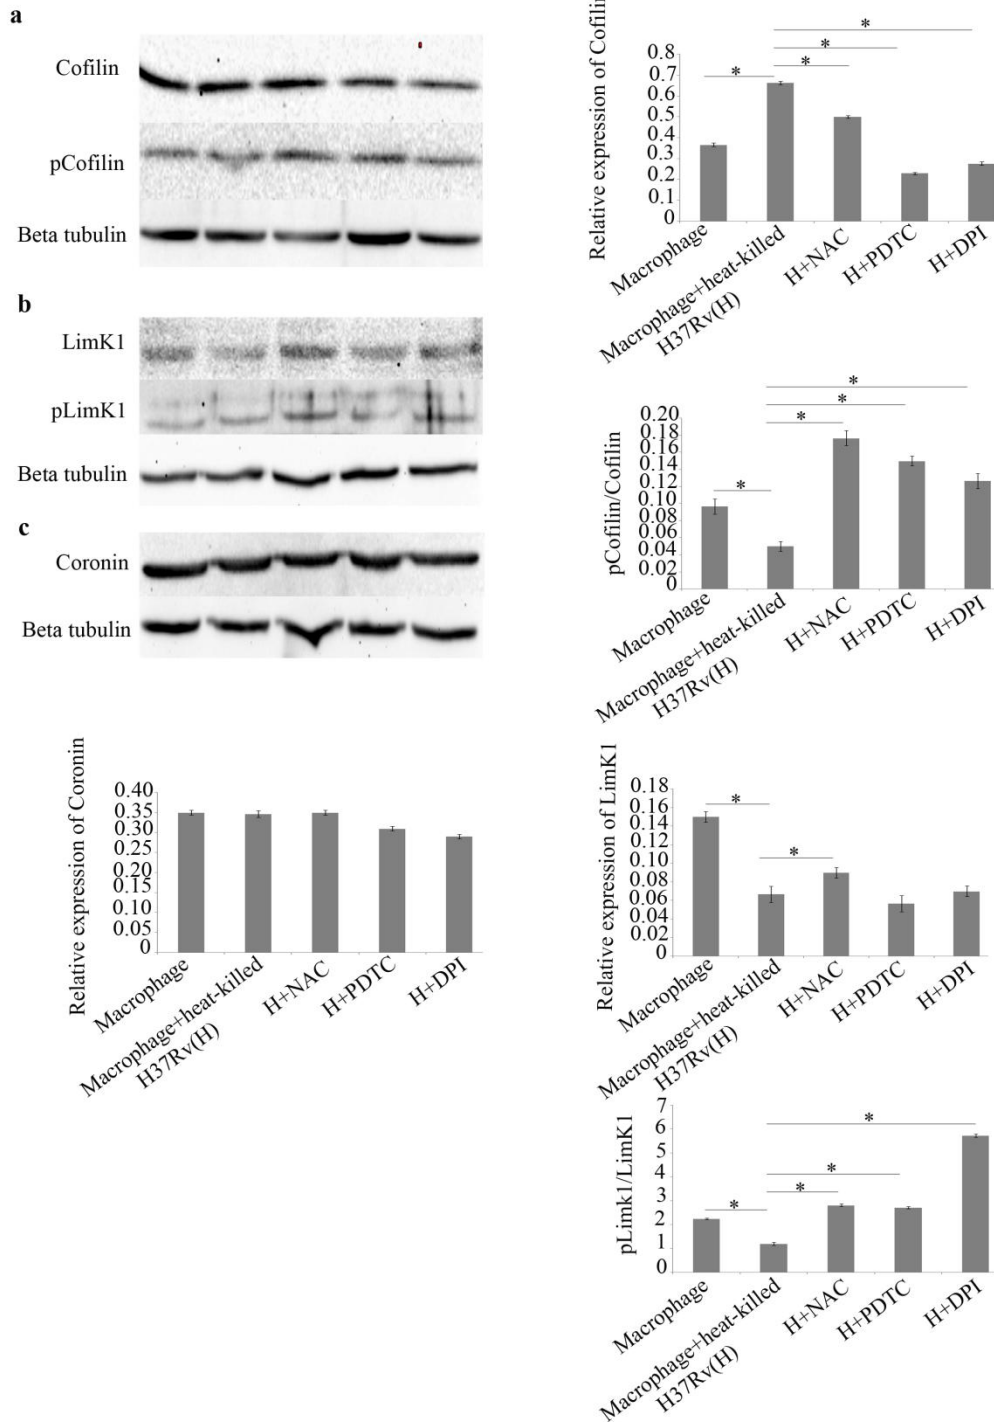 a
Cofilin
pCofilin
Beta tubulin
b
LimK1
pLimK1
Beta tubulin
c
Coronin
Beta tubulin
Relative expression of Cofilin
0.8
0.7
0.6
0.5
0.4
0.3
0.2
0.1
0
*
*
*
*
Macrophage
Macrophage+heat-killed
H37Rv(H)
H+NAC
H+PDTC
H+DPI
pCofilin/Cofilin
0.20
0.18
0.14
0.12
0.10
0.08
0.04
0.02
0
*
*
*
*
Macrophage
Macrophage+heat-killed
H37Rv(H)
H+NAC
H+PDTC
H+DPI
Relative expression of Coronin
0.40
0.35
0.30
0.25
0.20
0.15
0.10
0.05
0
Macrophage
Macrophage+heat-killed
H37Rv(H)
H+NAC
H+PDTC
H+DPI
Relative expression of LimK1
0.18
0.16
0.14
0.12
0.10
0.08
0.06
0.04
0
*
*
Macrophage
Macrophage+heat-killed
H37Rv(H)
H+NAC
H+PDTC
H+DPI
pLimk1/LimK1
7
6
5
4
3
2
1
0
*
*
*
*
Macrophage
Macrophage+heat-killed
H37Rv(H)
H+NAC
H+PDTC
H+DPI